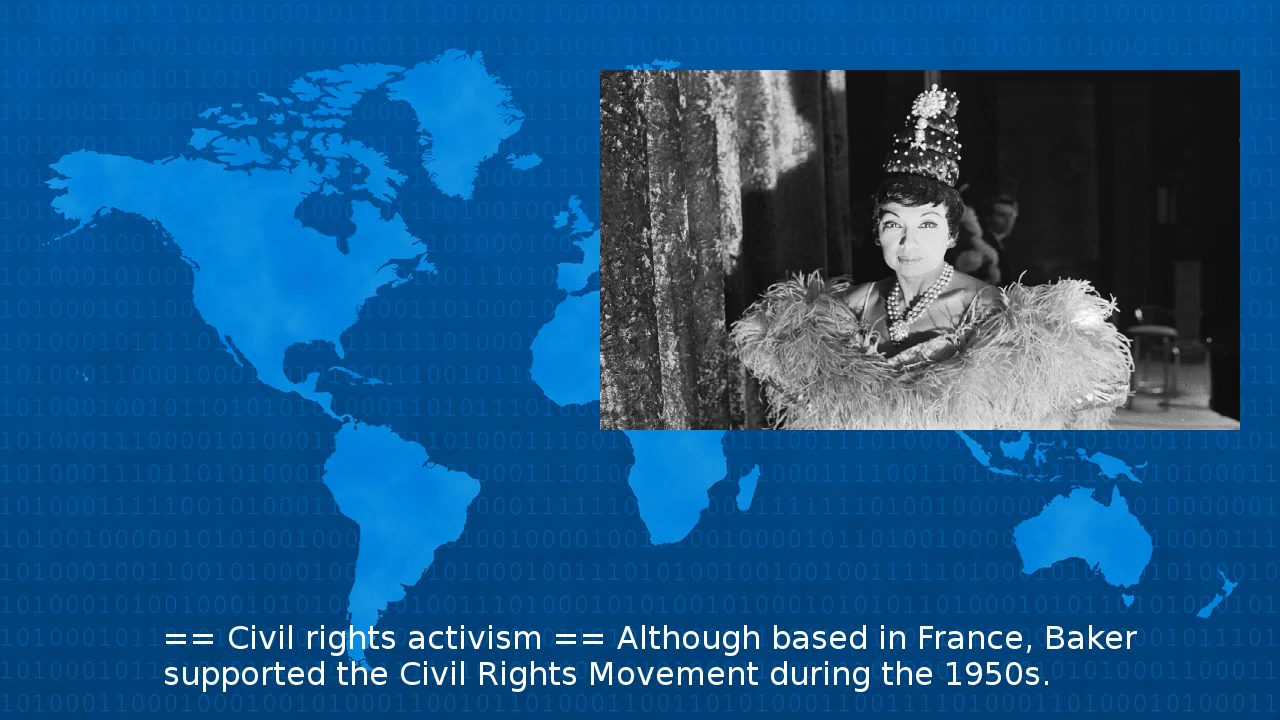 == Civil rights activism == Although based in France, Baker
supported the Civil Rights Movement during the 1950s.